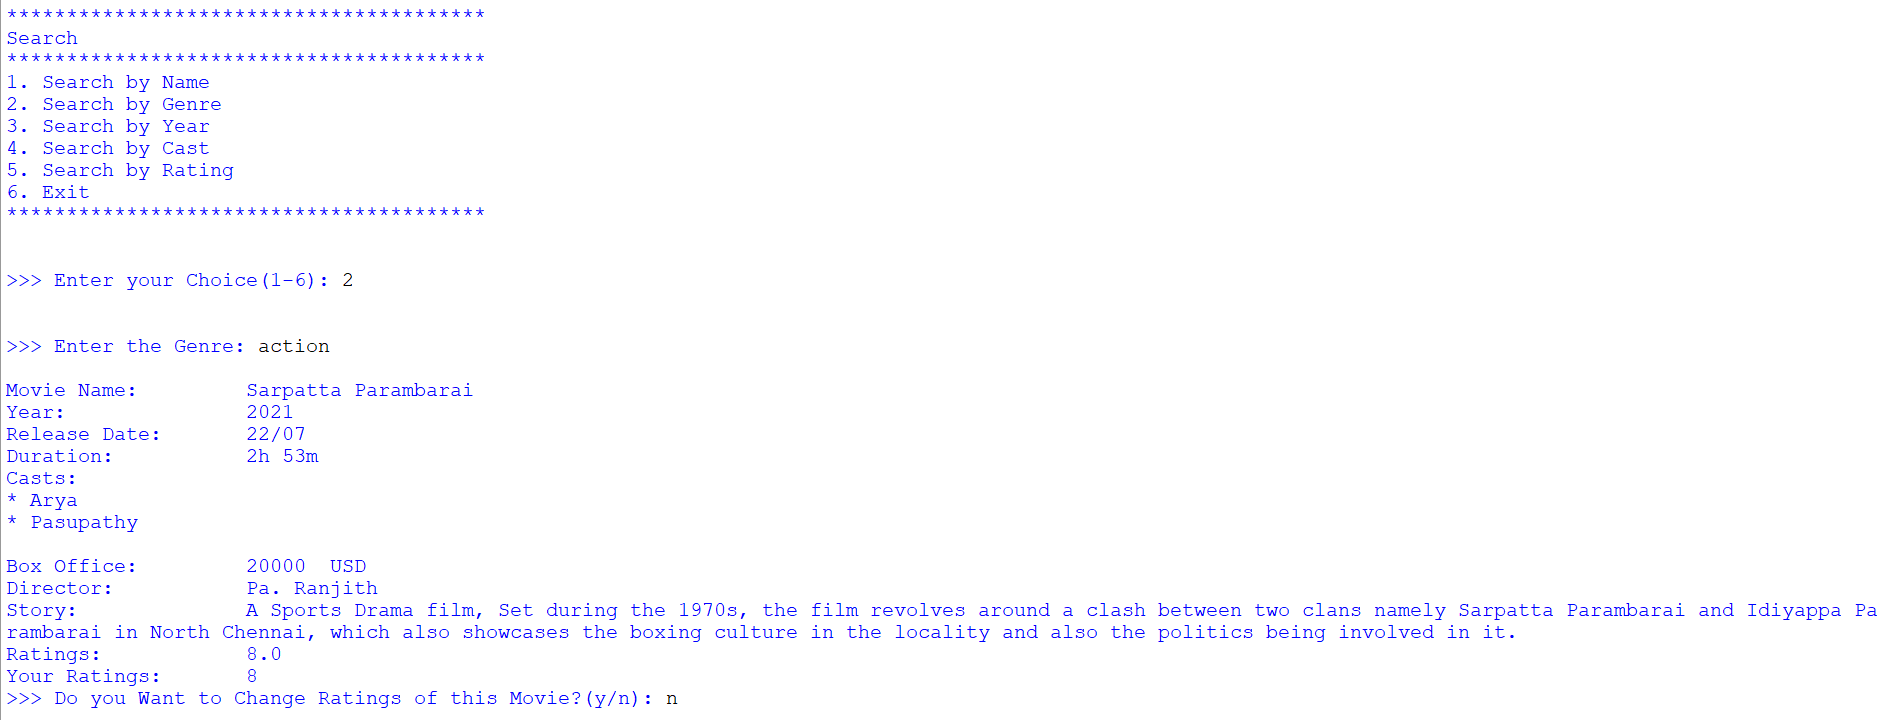 ****************************************
Search
****************************************
1. Search by Name
2. Search by Genre
3. Search by Year
4. Search by Cast
5. Search by Rating
6. Exit
****************************************
>>> Enter your Choice(1-6): 2
>>> Enter the Genre: action
Movie Name:         Sarpatta Parambarai
Year:               2021
Release Date:       22/07
Duration:           2h 53m
Casts:
* Arya
* Pasupathy
Box Office:         20000  USD
Director:           Pa. Ranjith
Story:              A Sports Drama film, Set during the 1970s, the film revolves around a clash between two clans namely Sarpatta Parambarai and Idiyappa Pa
rambarai in North Chennai, which also showcases the boxing culture in the locality and also the politics being involved in it.
Ratings:            8.0
Your Ratings:       8
>>> Do you Want to Change Ratings of this Movie?(y/n): n